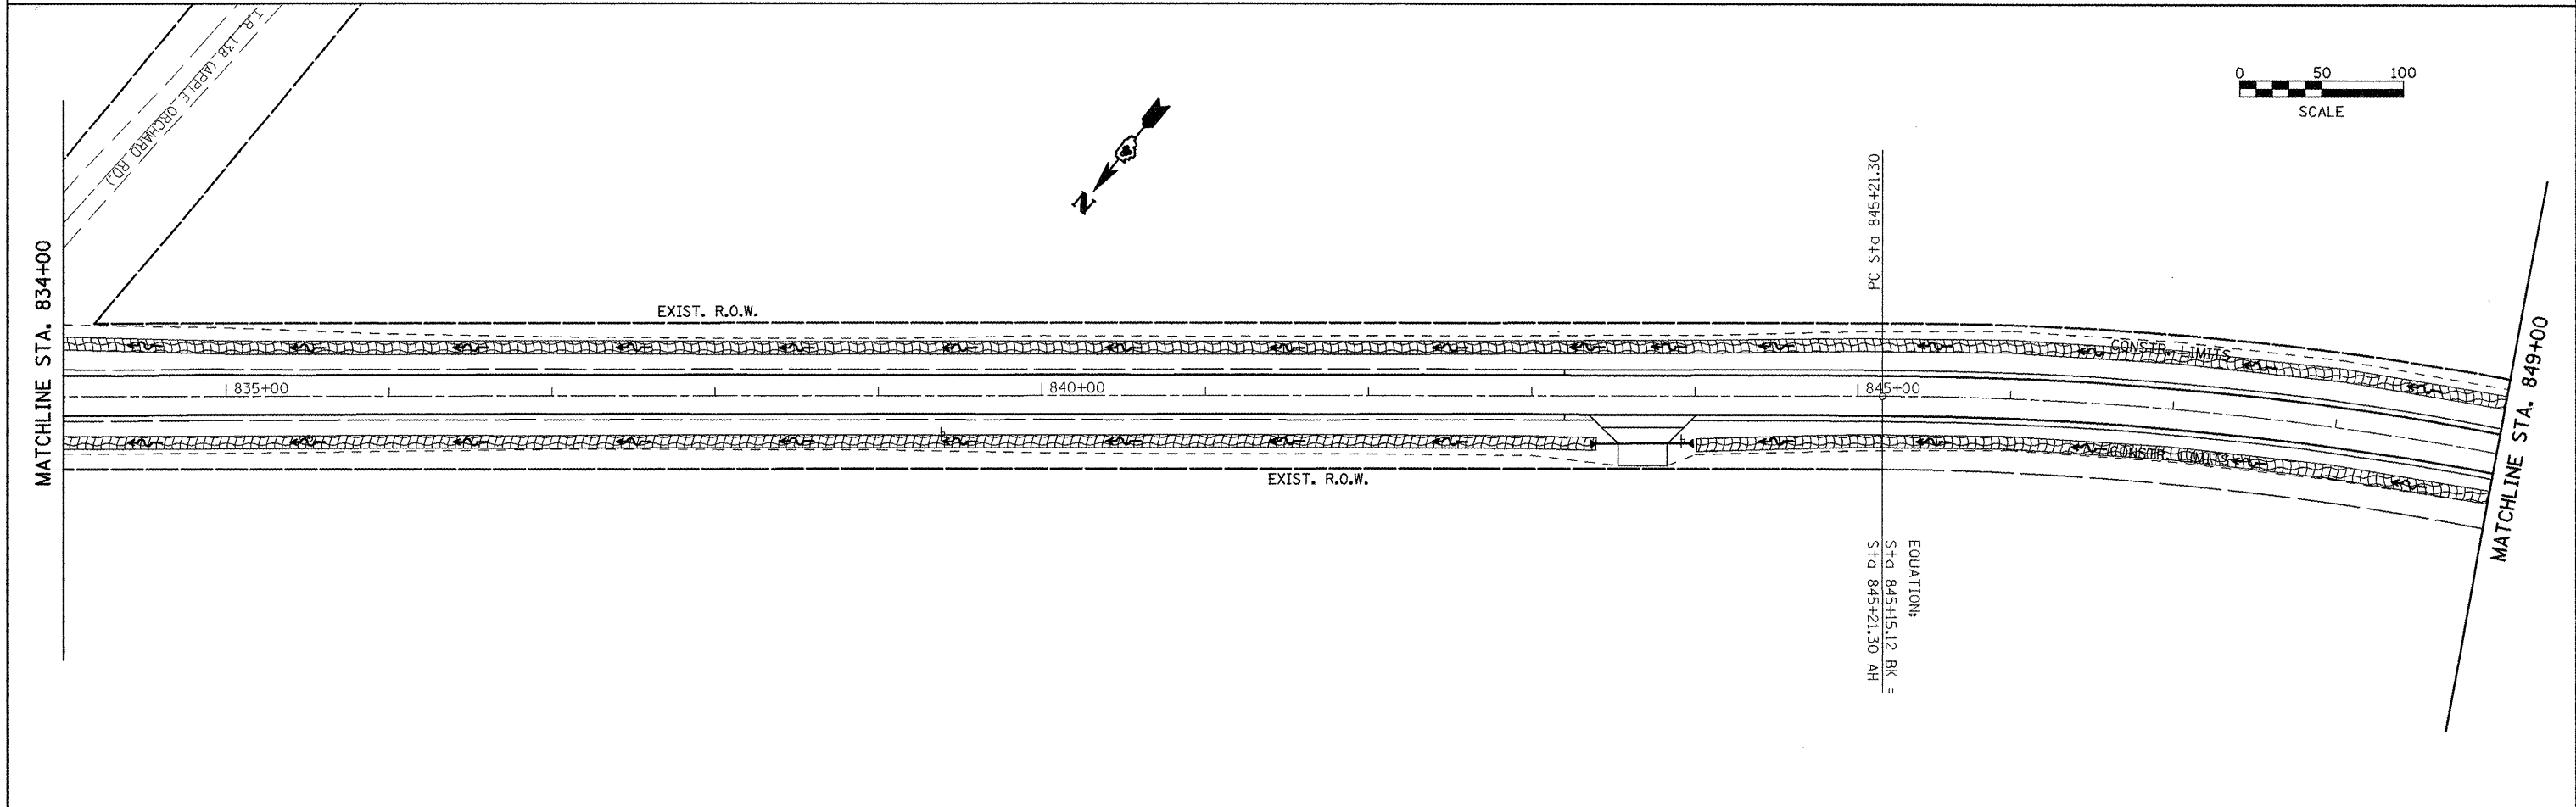 I.R. 138 (APPLE ORCHARD RD.)
0 50 100
SCALE
N
PC Sta 845+21.30
MATCHLINE STA. 834+00
EXIST. R.O.W.
CONSTR. LIMITS
835+00
840+00
845+00
MATCHLINE STA. 849+00
CONSTR. LIMITS
EXIST. R.O.W.
EQUATION:
Sta 845+15.12 BK =
Sta 845+21.30 AH